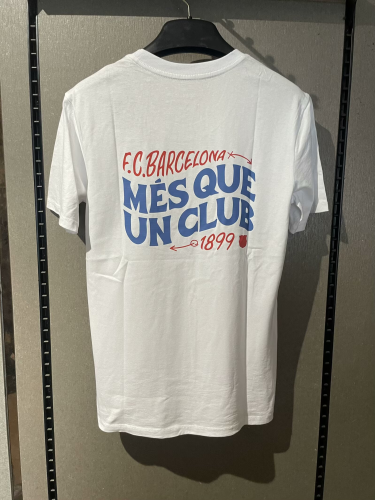 F.C.BARCELONA
MÉS QUE
UN CLUB
1899